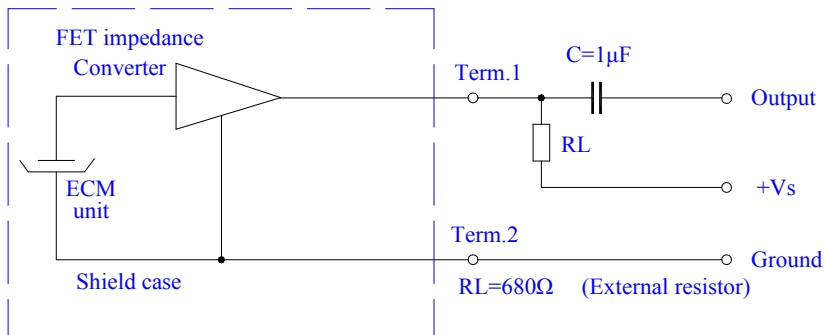 FET impedance
Converter
Term.1
C=1μF
Output
RL
+Vs
ECM
unit
Term.2
Ground
Shield case
RL=680Ω (External resistor)